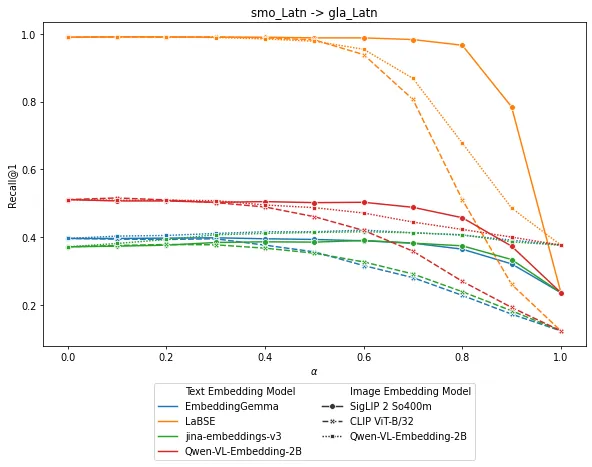 smo_Latn -> gla_Latn
Recall@1
1.0
0.8
0.6
0.4
0.2
0.0 0.2 0.4 0.6 0.8 1.0
α
Text Embedding Model
EmbeddingGemma
LaBSE
jina-embeddings-v3
Qwen-VL-Embedding-2B
Image Embedding Model
SigLIP 2 So400m
CLIP ViT-B/32
Qwen-VL-Embedding-2B